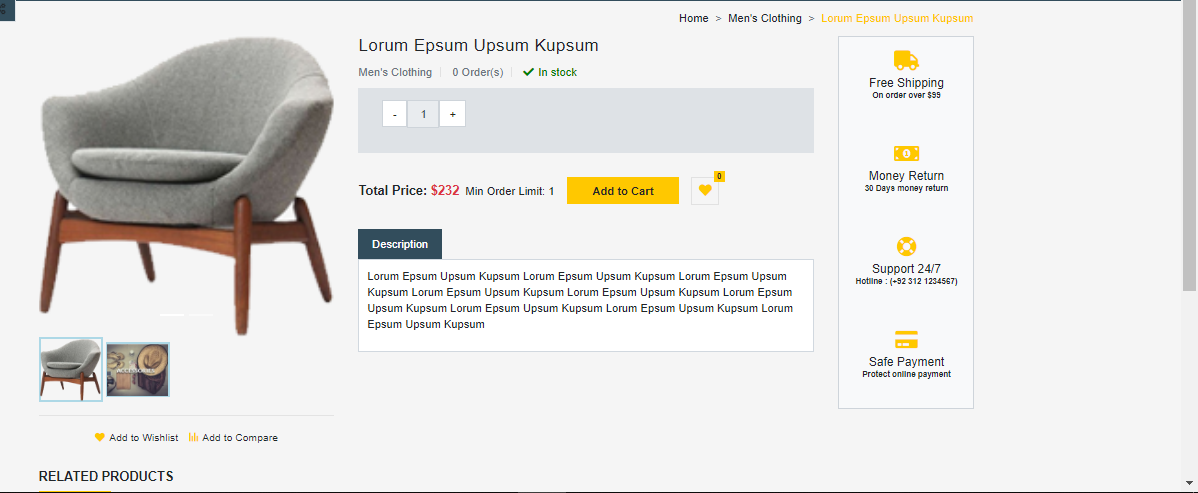 Home > Men's Clothing > Lorum Epsum Upsum Kupsum
Lorum Epsum Upsum Kupsum
Men's Clothing 0 Order(s) In stock
- 1 +
Total Price: $232 Min Order Limit: 1 Add to Cart 0
Description
Lorum Epsum Upsum Kupsum Lorum Epsum Upsum Kupsum Lorum Epsum Upsum
Kupsum Lorum Epsum Upsum Kupsum Lorum Epsum Upsum Kupsum Lorum Epsum
Upsum Kupsum Lorum Epsum Upsum Kupsum Lorum Epsum Upsum Kupsum Lorum
Epsum Upsum Kupsum
Free Shipping
On order over $99
Money Return
30 Days money return
Support 24/7
Hotline : (+92 312 1234567)
Safe Payment
Protect online payment
ACCESSORIES
Add to Wishlist Add to Compare
RELATED PRODUCTS